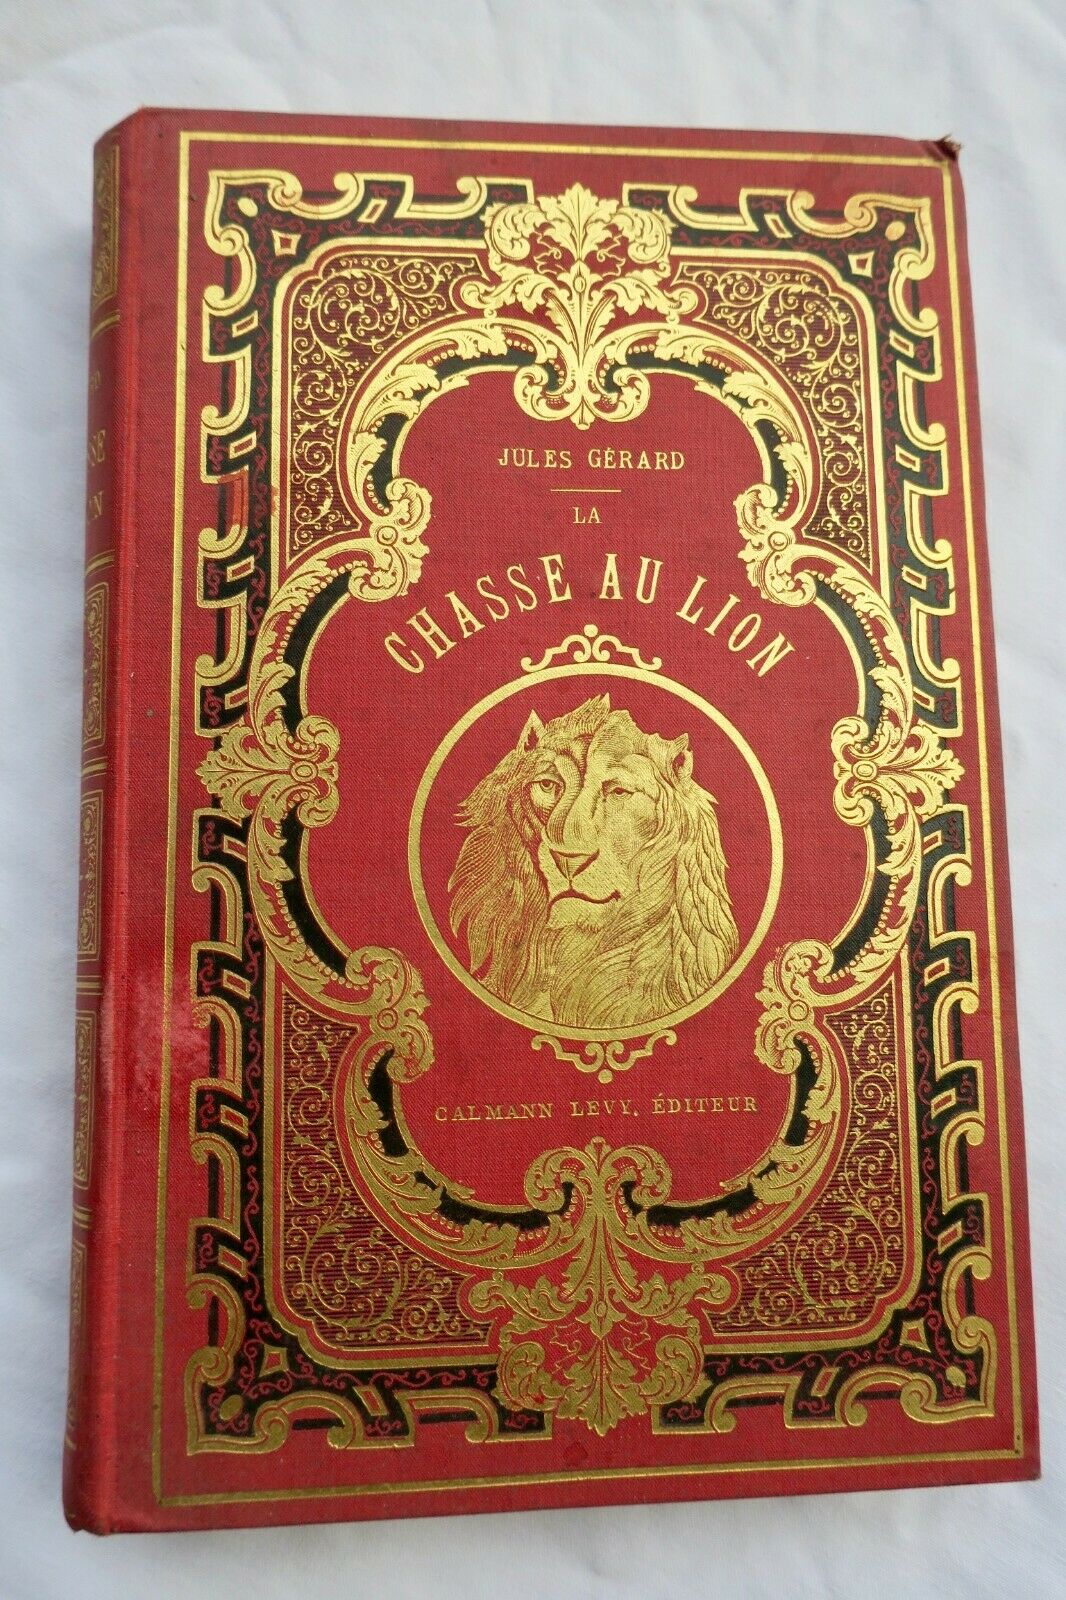 JULES GÉRARD
LA
CHASSE AU LION
CALMANN LEVY, ÉDITEUR